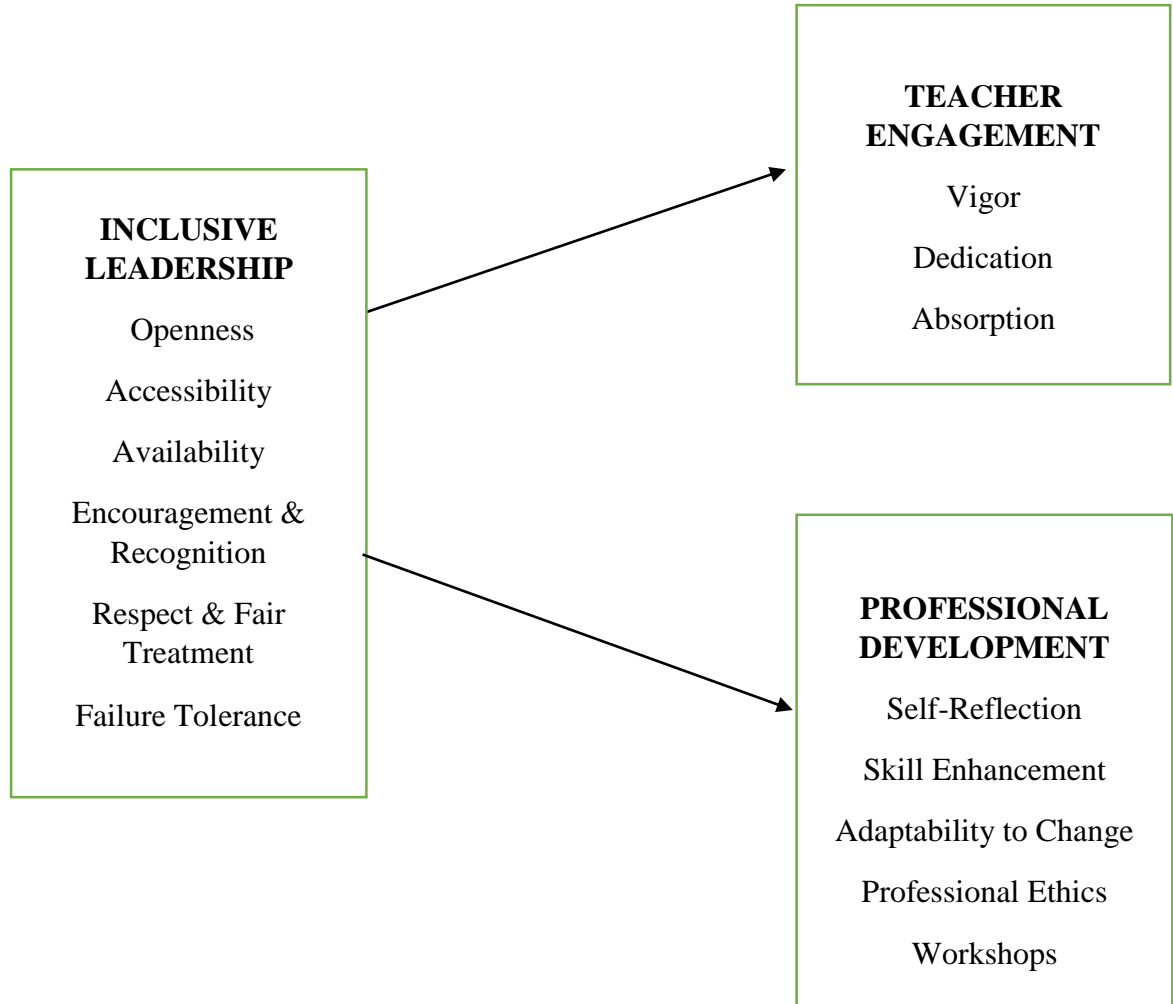 INCLUSIVE
LEADERSHIP
Openness
Accessibility
Availability
Encouragement &
Recognition
Respect & Fair
Treatment
Failure Tolerance
TEACHER
ENGAGEMENT
Vigor
Dedication
Absorption
PROFESSIONAL
DEVELOPMENT
Self-Reflection
Skill Enhancement
Adaptability to Change
Professional Ethics
Workshops